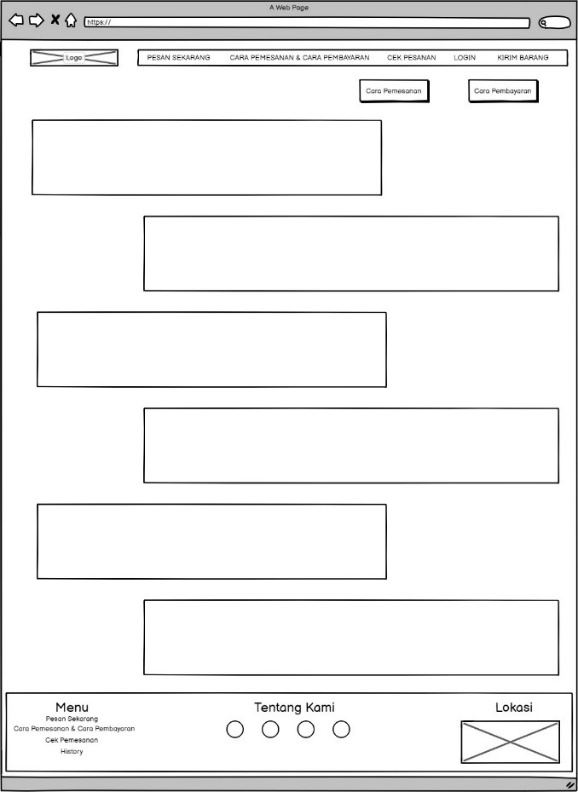 A Web Page
https://
Logo
PESAN SEKARANG CARA PEMESANAN & CARA PEMBAYARAN CEK PESANAN LOGIN KIRIM BARANG
Cara Pemesanan Cara Pembayaran
Menu Tentang Kami Lokasi
Pesan Sekarang
Cara Pemesanan & Cara Pembayaran
Cek Pemesanan
History